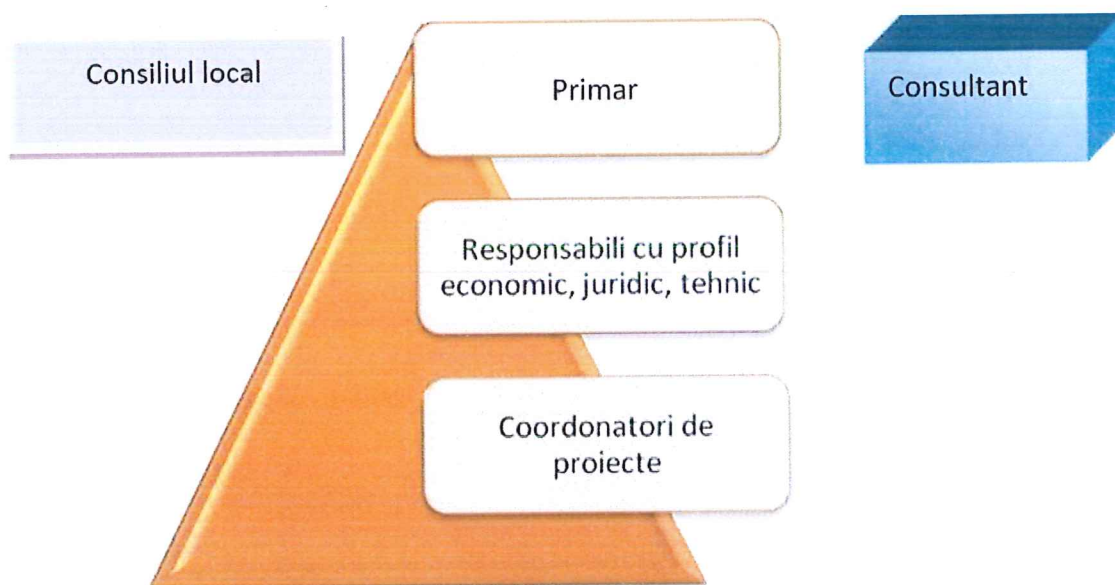 Consiliul local
Primar
Consultant
Responsabili cu profil
economic, juridic, tehnic
Coordonatori de
proiecte